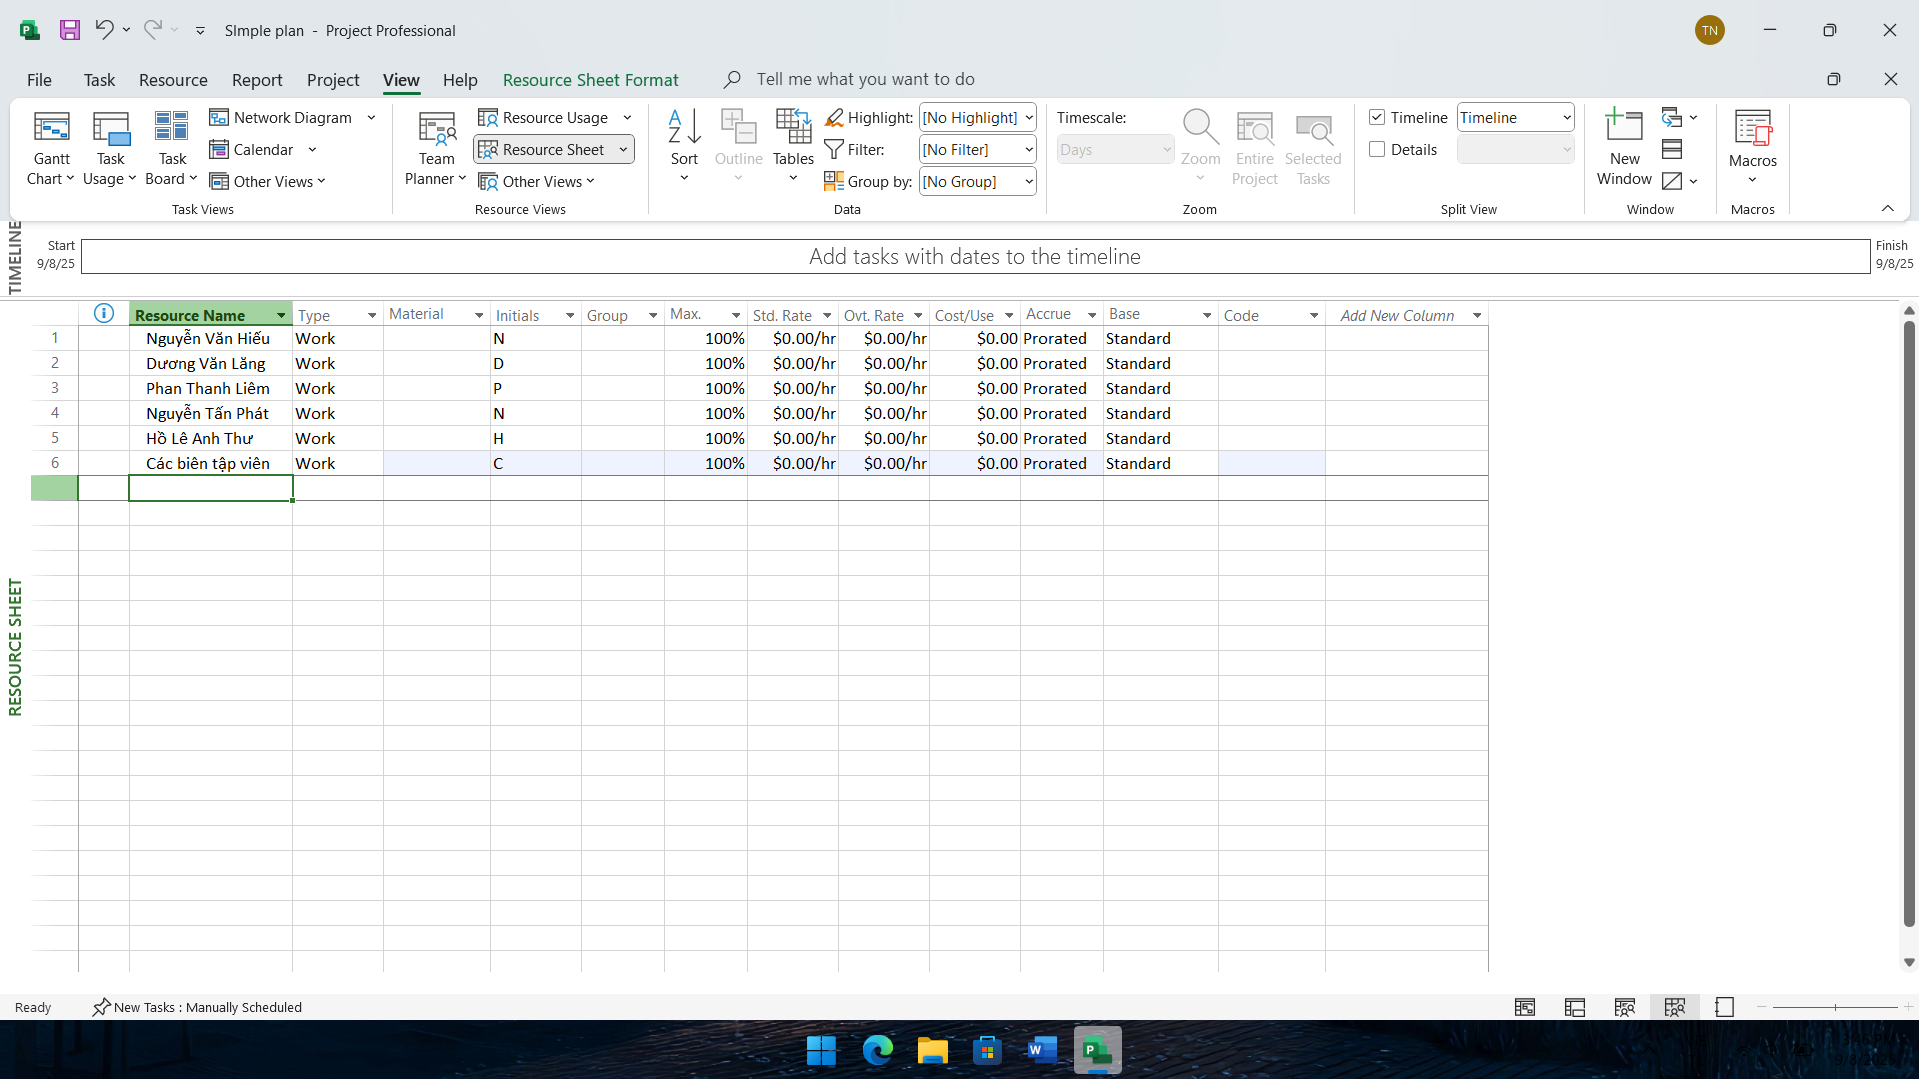 SImple plan - Project Professional
TN
File Task Resource Report Project View Help Resource Sheet Format Tell me what you want to do
Gantt Chart
Task Usage
Task Board
Network Diagram
Calendar
Other Views
Task Views
Team Planner
Resource Usage
Resource Sheet
Other Views
Resource Views
Sort
Outline
Tables
Highlight: [No Highlight]
Filter: [No Filter]
Group by: [No Group]
Data
Timescale:
Days
Zoom
Entire Project
Selected Tasks
Zoom
Timeline Timeline
Details
Split View
New Window
Window
Macros
Macros
TIMELINE
Start
9/8/25
Add tasks with dates to the timeline
Finish
9/8/25
Resource Name Type Material Initials Group Max. Std. Rate Ovt. Rate Cost/Use Accrue Base Code Add New Column
1 Nguyễn Văn Hiếu Work N 100% $0.00/hr $0.00/hr $0.00 Prorated Standard
2 Dương Văn Lăng Work D 100% $0.00/hr $0.00/hr $0.00 Prorated Standard
3 Phan Thanh Liêm Work P 100% $0.00/hr $0.00/hr $0.00 Prorated Standard
4 Nguyễn Tấn Phát Work N 100% $0.00/hr $0.00/hr $0.00 Prorated Standard
5 Hồ Lê Anh Thư Work H 100% $0.00/hr $0.00/hr $0.00 Prorated Standard
6 Các biên tập viên Work C 100% $0.00/hr $0.00/hr $0.00 Prorated Standard
RESOURCE SHEET
Ready New Tasks : Manually Scheduled